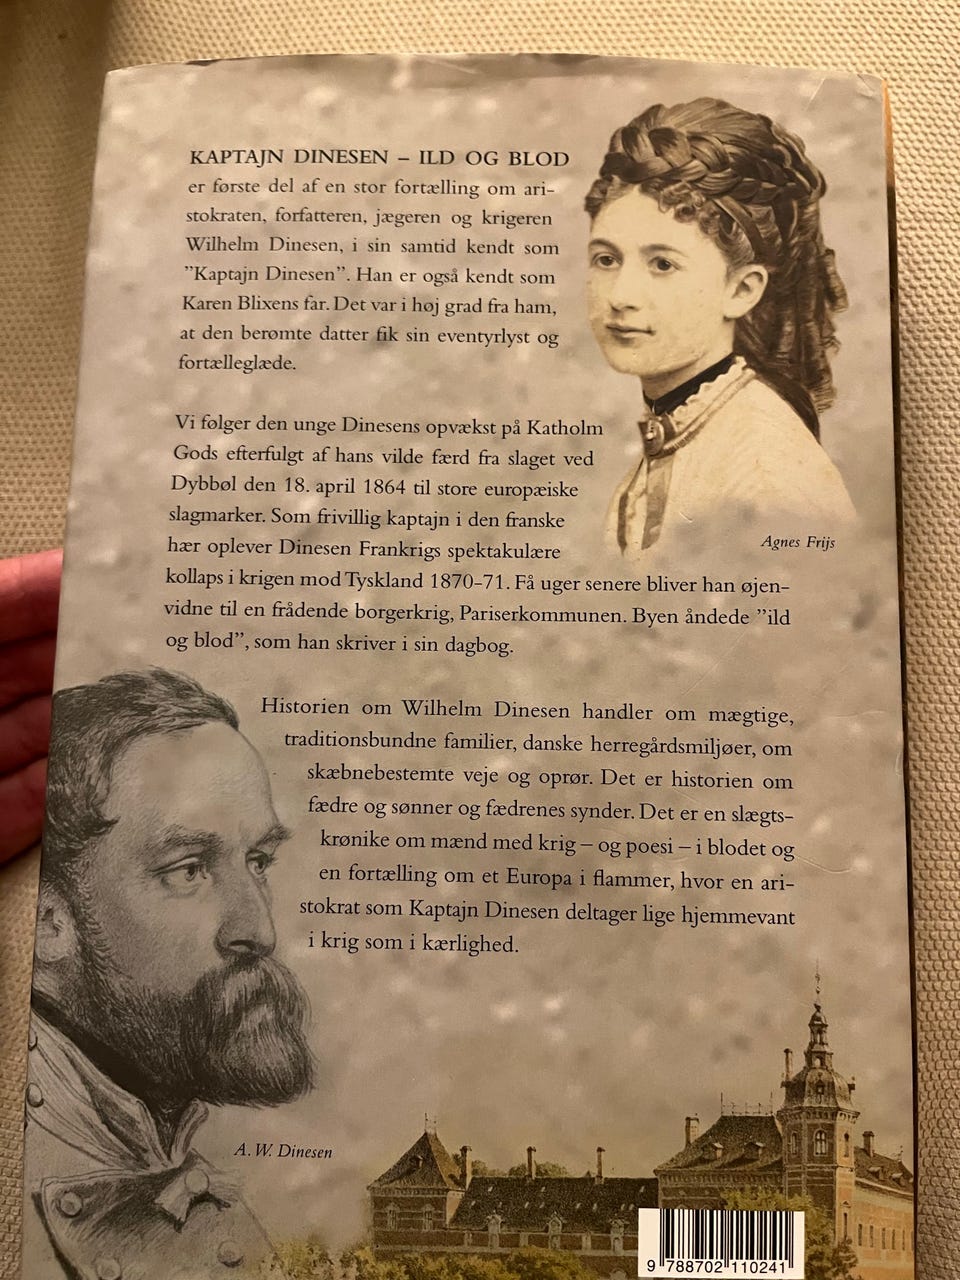 KAPTAJN DINESEN – ILD OG BLOD
er første del af en stor fortælling om ari-
stokraten, forfatteren, jægeren og krigeren
Wilhelm Dinesen, i sin samtid kendt som
”Kaptajn Dinesen”. Han er også kendt som
Karen Blixens far. Det var i høj grad fra ham,
at den berømte datter fik sin eventyrlyst og
fortælleglæde.
Vi følger den unge Dinesens opvækst på Katholm
Gods efterfulgt af hans vilde færd fra slaget ved
Dybbøl den 18. april 1864 til store europæiske
slagmarker. Som frivillig kaptajn i den franske
hær oplever Dinesen Frankrigs spektakulære
kollaps i krigen mod Tyskland 1870-71. Få uger senere bliver han øjen-
vidne til en frådende borgerkrig, Pariserkommunen. Byen åndede ”ild
og blod”, som han skriver i sin dagbog.
Agnes Frijs
Historien om Wilhelm Dinesen handler om mægtige,
traditionsbundne familier, danske herregårdsmiljøer, om
skæbnebestemte veje og oprør. Det er historien om
fædre og sønner og fædrenes synder. Det er en slægts-
krønike om mænd med krig – og poesi – i blodet og
en fortælling om et Europa i flammer, hvor en ari-
stokrat som Kaptajn Dinesen deltager lige hjemmevant
i krig som i kærlighed.
A. W. Dinesen
9 788702 110241